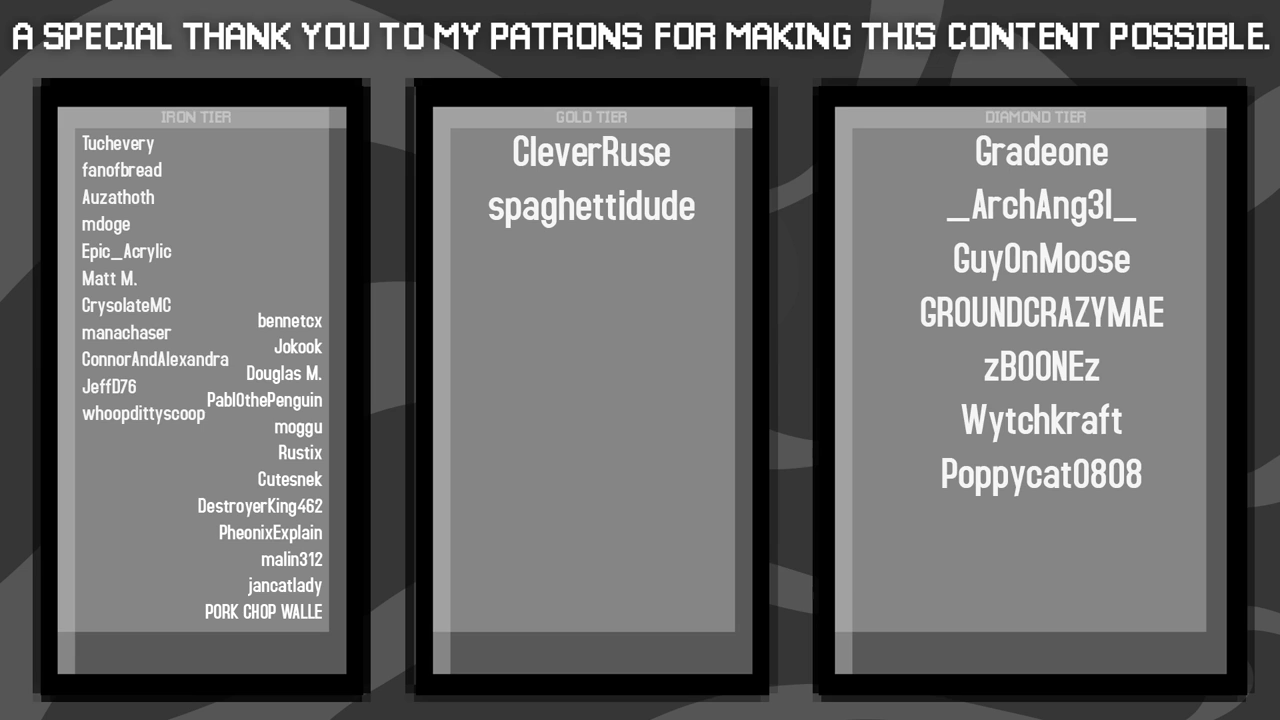 A SPECIAL THANK YOU TO MY PATRONS FOR MAKING THIS CONTENT POSSIBLE.
IRON TIER
Tuchevery
fanofbread
Auzathoth
mdoge
Epic_Acrylic
Matt M.
CrysolateMC
manachaser
ConnorAndAlexandra
JeffD76
whoopdittyscoop
bennetcx
Jokook
Douglas M.
Pabl0thePenguin
moggu
Rustix
Cutesnek
DestroyerKing462
PheonixExplain
malin312
jancatlady
PORK CHOP WALLE
GOLD TIER
CleverRuse
spaghettidude
DIAMOND TIER
Gradeone
_ArchAng3l_
GuyOnMoose
GROUNDCRAZYMAE
zBOONEz
Wytchkraft
Poppycat0808